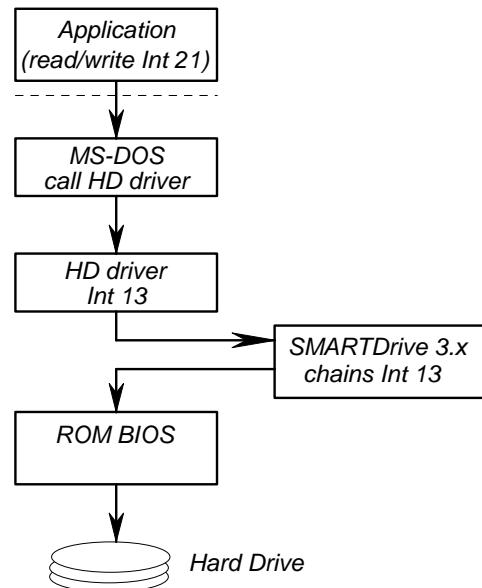 Application
(read/write Int 21)
MS-DOS
call HD driver
HD driver
Int 13
SMARTDrive 3.x
chains Int 13
ROM BIOS
Hard Drive